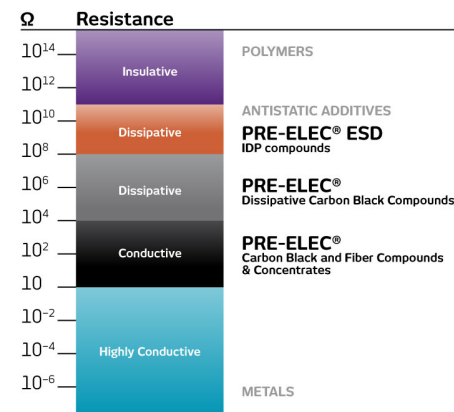 Ω Resistance
10¹⁴
POLYMERS
Insulative
10¹²
10¹⁰
ANTISTATIC ADDITIVES
Dissipative
PRE-ELEC® ESD
IDP compounds
10⁸
10⁶
Dissipative
PRE-ELEC®
Dissipative Carbon Black Compounds
10⁴
10²
Conductive
PRE-ELEC®
Carbon Black and Fiber Compounds
& Concentrates
10
10⁻²
10⁻⁴
Highly Conductive
10⁻⁶
METALS